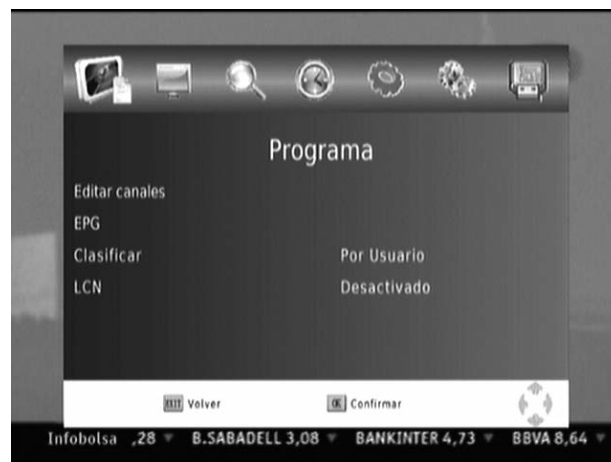 Programa
Editar canales
EPG
Clasificar Por Usuario
LCN Desactivado
EXIT Volver OK Confirmar
Infobolsa ,28 ▼ B.SABADELL 3,08 ▼ BANKINTER 4,73 ▼ BBVA 8,64 ▼